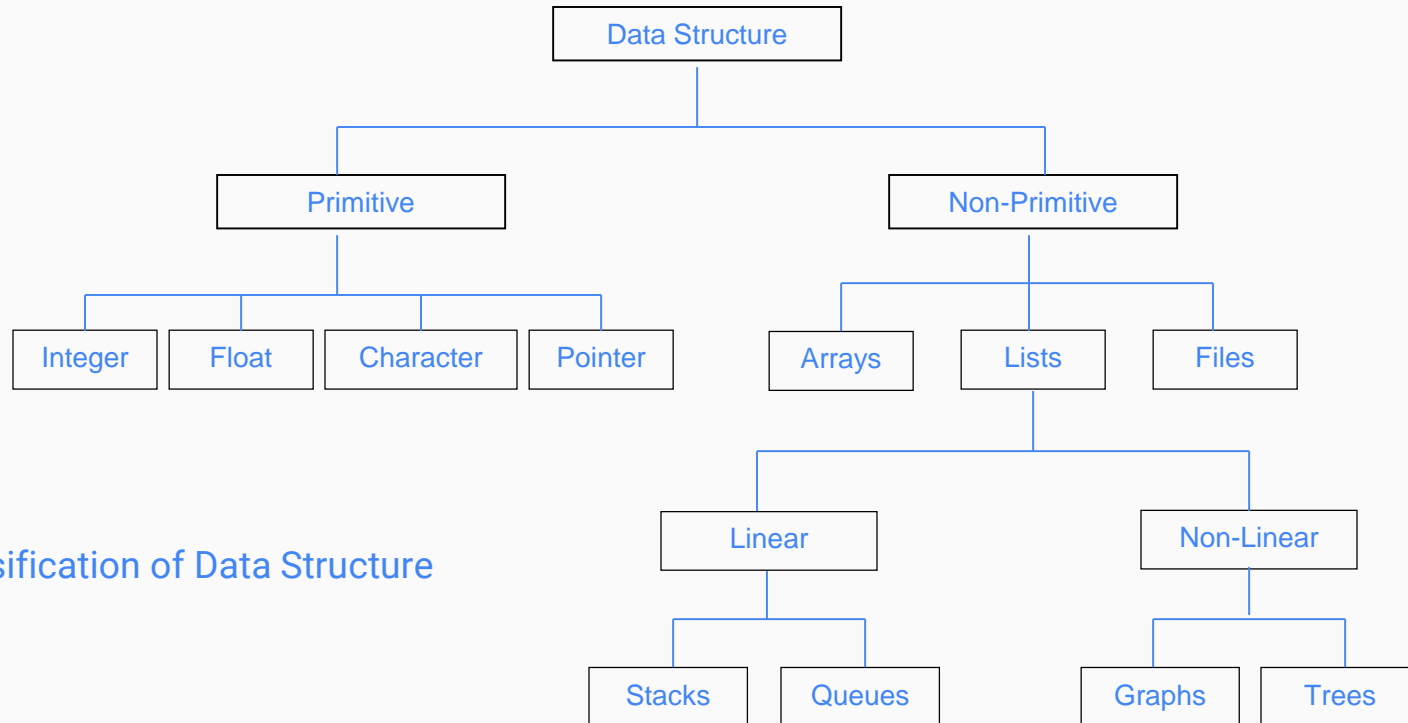 Data Structure
Primitive Non-Primitive
Integer Float Character Pointer Arrays Lists Files
Linear Non-Linear
sification of Data Structure
Stacks Queues Graphs Trees